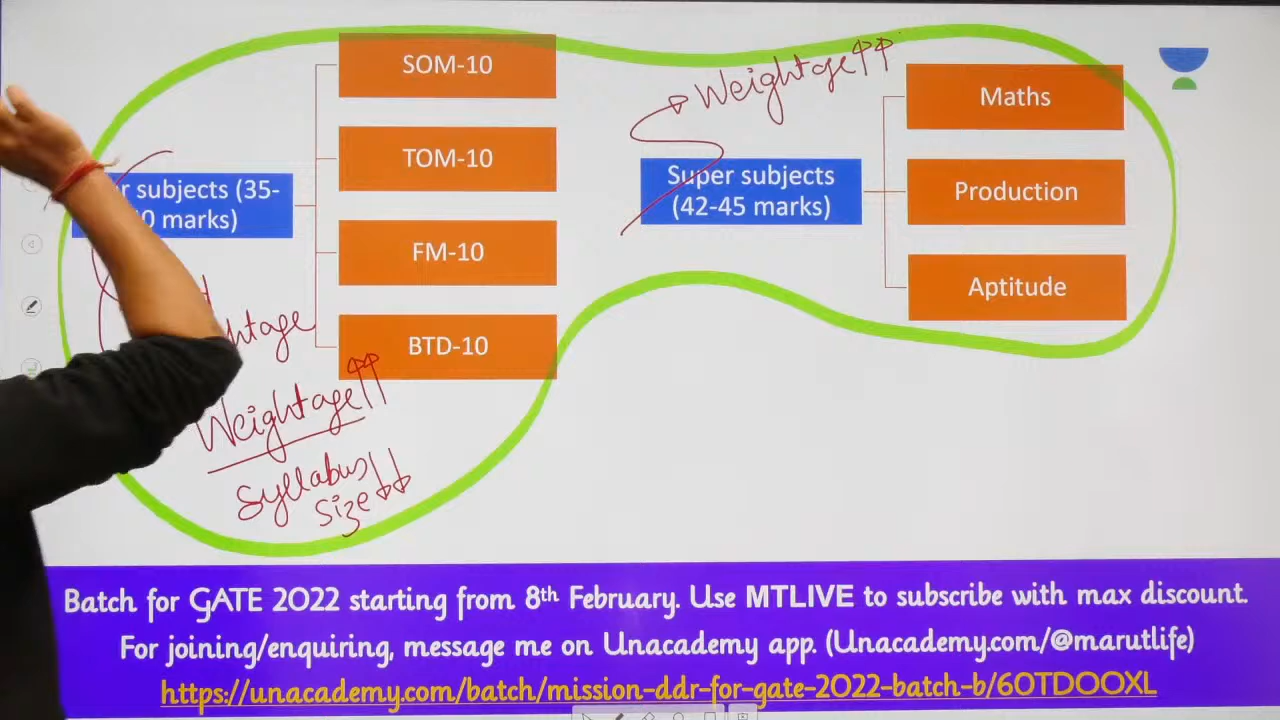 SOM-10
TOM-10
FM-10
BTD-10
subjects (35-
0 marks)
Weightage
Syllabus
Size
Weightage
Super subjects
(42-45 marks)
Maths
Production
Aptitude
Batch for GATE 2022 starting from 8th February. Use MTLIVE to subscribe with max discount.
For joining/enquiring, message me on Unacademy app. (Unacademy.com/@marutlife)
https://unacademy.com/batch/mission-ddr-for-gate-2022-batch-b/6OTDOOXL